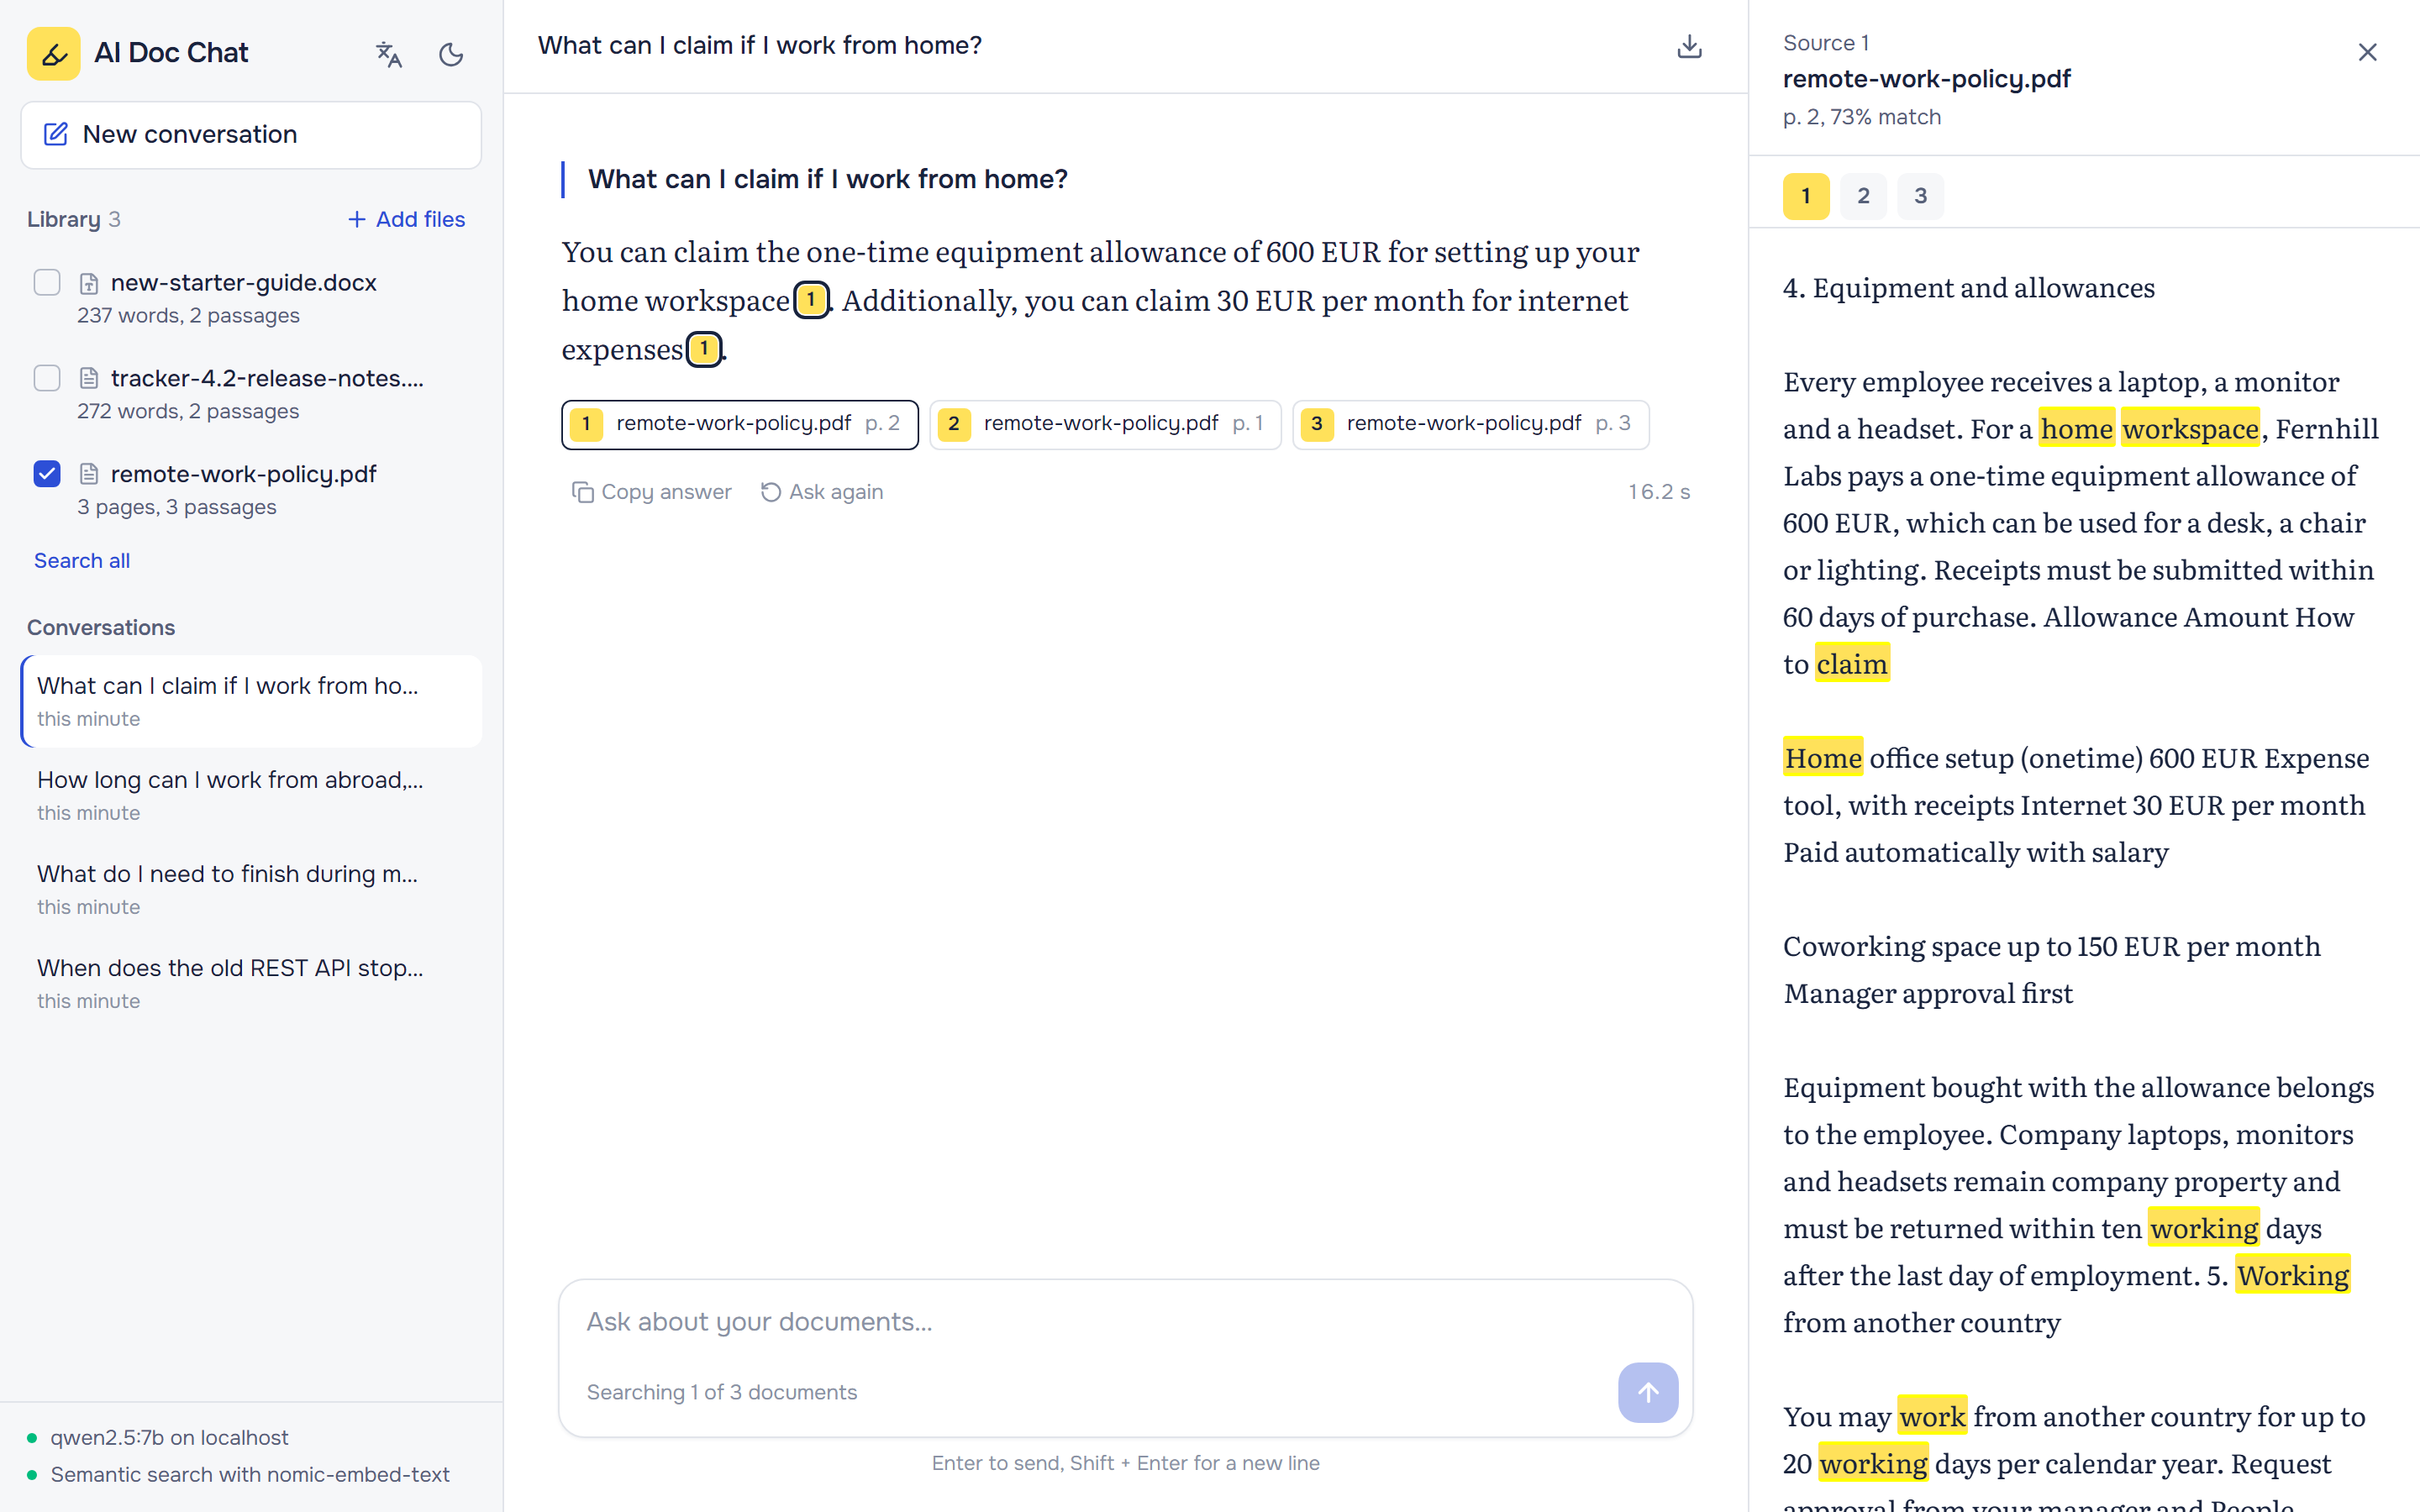 AI Doc Chat
New conversation
Library 3
Add files
new-starter-guide.docx
237 words, 2 passages
tracker-4.2-release-notes....
272 words, 2 passages
remote-work-policy.pdf
3 pages, 3 passages
Search all
Conversations
What can I claim if I work from ho...
this minute
How long can I work from abroad,...
this minute
What do I need to finish during m...
this minute
When does the old REST API stop...
this minute
qwen2.5:7b on localhost
Semantic search with nomic-embed-text
What can I claim if I work from home?
What can I claim if I work from home?
You can claim the one-time equipment allowance of 600 EUR for setting up your
home workspace 1. Additionally, you can claim 30 EUR per month for internet
expenses 1.
1 remote-work-policy.pdf p. 2
2 remote-work-policy.pdf p. 1
3 remote-work-policy.pdf p. 3
Copy answer
Ask again
16.2 s
Ask about your documents...
Searching 1 of 3 documents
Enter to send, Shift + Enter for a new line
Source 1
remote-work-policy.pdf
p. 2, 73% match
1 2 3
4. Equipment and allowances
Every employee receives a laptop, a monitor
and a headset. For a home workspace, Fernhill
Labs pays a one-time equipment allowance of
600 EUR, which can be used for a desk, a chair
or lighting. Receipts must be submitted within
60 days of purchase. Allowance Amount How
to claim
Home office setup (onetime) 600 EUR Expense
tool, with receipts Internet 30 EUR per month
Paid automatically with salary
Coworking space up to 150 EUR per month
Manager approval first
Equipment bought with the allowance belongs
to the employee. Company laptops, monitors
and headsets remain company property and
must be returned within ten working days
after the last day of employment. 5. Working
from another country
You may work from another country for up to
20 working days per calendar year. Request
approval from your manager and People